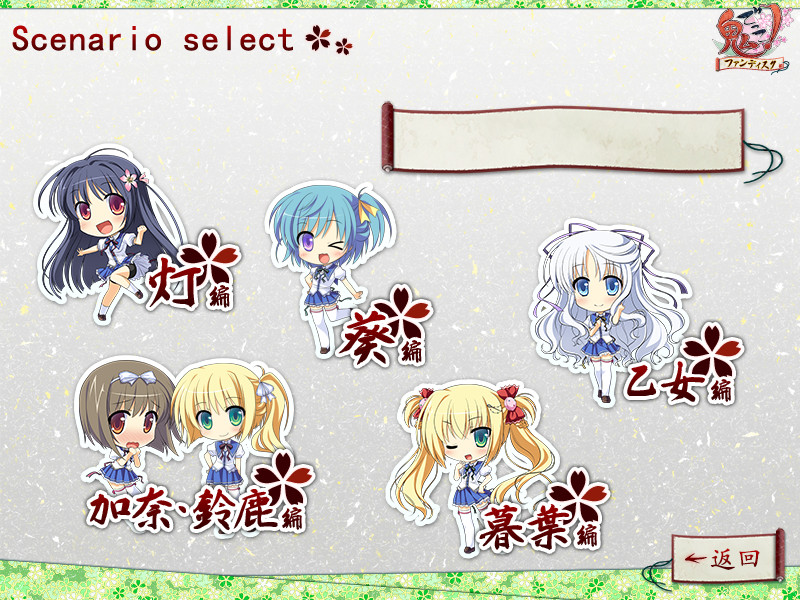 Scenario select
鬼ごっこ!
ファンディスク
灯編
葵編
乙女編
加奈・鈴鹿編
暮葉編
←返回